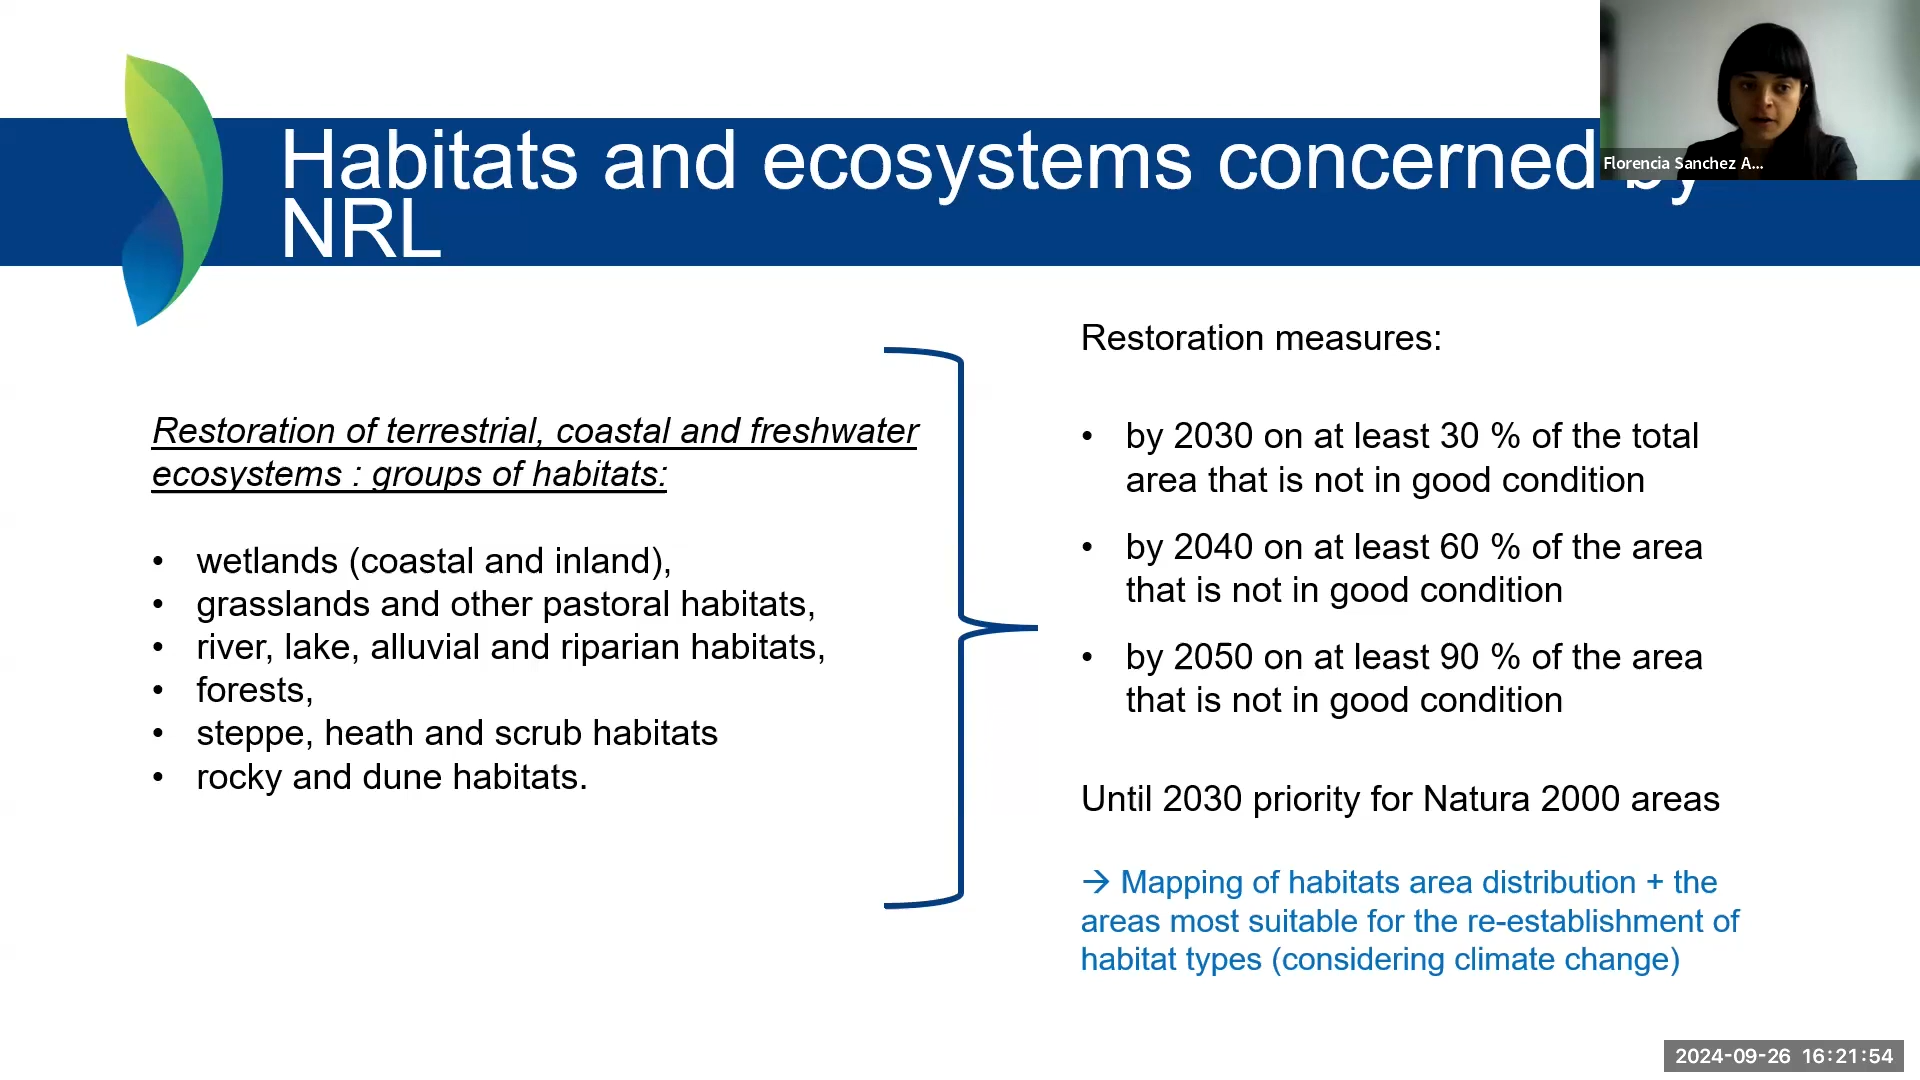 Habitats and ecosystems concerned by
NRL
Florencia Sanchez A...
Restoration of terrestrial, coastal and freshwater
ecosystems : groups of habitats:
• wetlands (coastal and inland),
• grasslands and other pastoral habitats,
• river, lake, alluvial and riparian habitats,
• forests,
• steppe, heath and scrub habitats
• rocky and dune habitats.
Restoration measures:
• by 2030 on at least 30 % of the total
area that is not in good condition
• by 2040 on at least 60 % of the area
that is not in good condition
• by 2050 on at least 90 % of the area
that is not in good condition
Until 2030 priority for Natura 2000 areas
→ Mapping of habitats area distribution + the
areas most suitable for the re-establishment of
habitat types (considering climate change)
2024-09-26 16:21:54